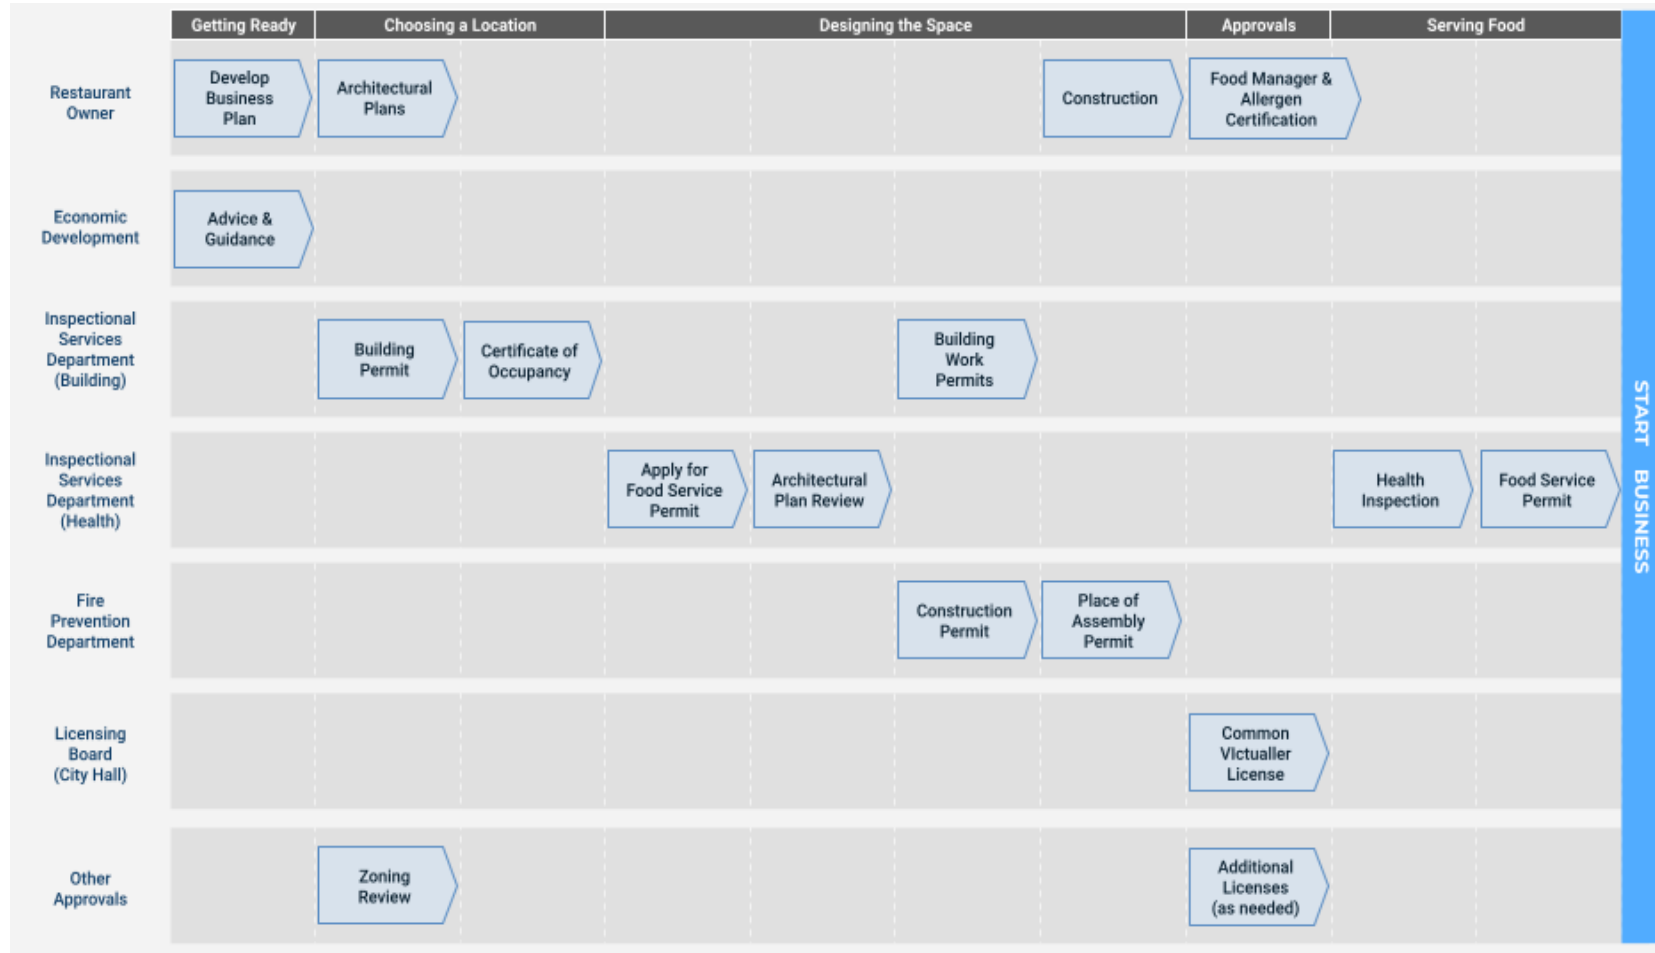 Getting Ready
Choosing a Location
Designing the Space
Approvals
Serving Food
Restaurant
Owner
Develop
Business
Plan
Architectural
Plans
Construction
Food Manager &
Allergen
Certification
Economic
Development
Advice &
Guidance
Inspectional
Services
Department
(Building)
Building
Permit
Certificate of
Occupancy
Building
Work
Permits
Inspectional
Services
Department
(Health)
Apply for
Food Service
Permit
Architectural
Plan Review
Health
Inspection
Food Service
Permit
Fire
Prevention
Department
Construction
Permit
Place of
Assembly
Permit
Licensing
Board
(City Hall)
Common
VIctualler
License
Other
Approvals
Zoning
Review
Additional
Licenses
(as needed)
START BUSINESS